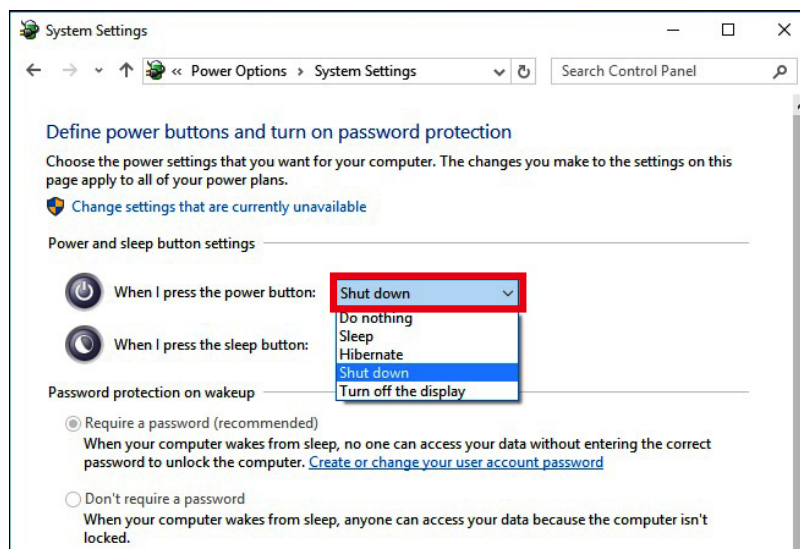 System Settings
« Power Options > System Settings
Search Control Panel
Define power buttons and turn on password protection
Choose the power settings that you want for your computer. The changes you make to the settings on this
page apply to all of your power plans.
Change settings that are currently unavailable
Power and sleep button settings
When I press the power button:
Shut down
Do nothing
Sleep
When I press the sleep button:
Hibernate
Shut down
Turn off the display
Password protection on wakeup
Require a password (recommended)
When your computer wakes from sleep, no one can access your data without entering the correct
password to unlock the computer. Create or change your user account password
Don't require a password
When your computer wakes from sleep, anyone can access your data because the computer isn't
locked.